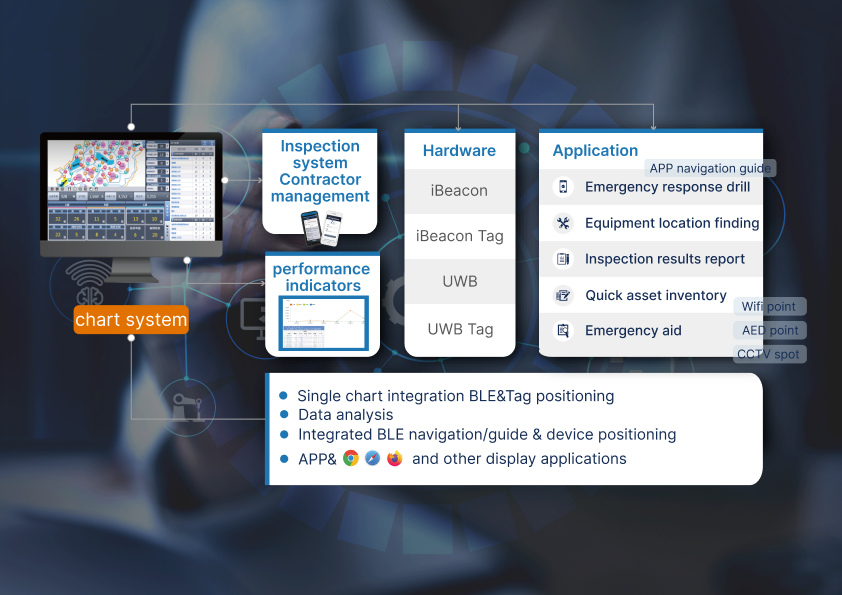 Inspection
system
Contractor
management
performance
indicators
chart system
Hardware
iBeacon
iBeacon Tag
UWB
UWB Tag
Application
APP navigation guide
Emergency response drill
Equipment location finding
Inspection results report
Quick asset inventory
Wifi point
Emergency aid
AED point
CCTV spot
Single chart integration BLE&Tag positioning
Data analysis
Integrated BLE navigation/guide & device positioning
APP& and other display applications